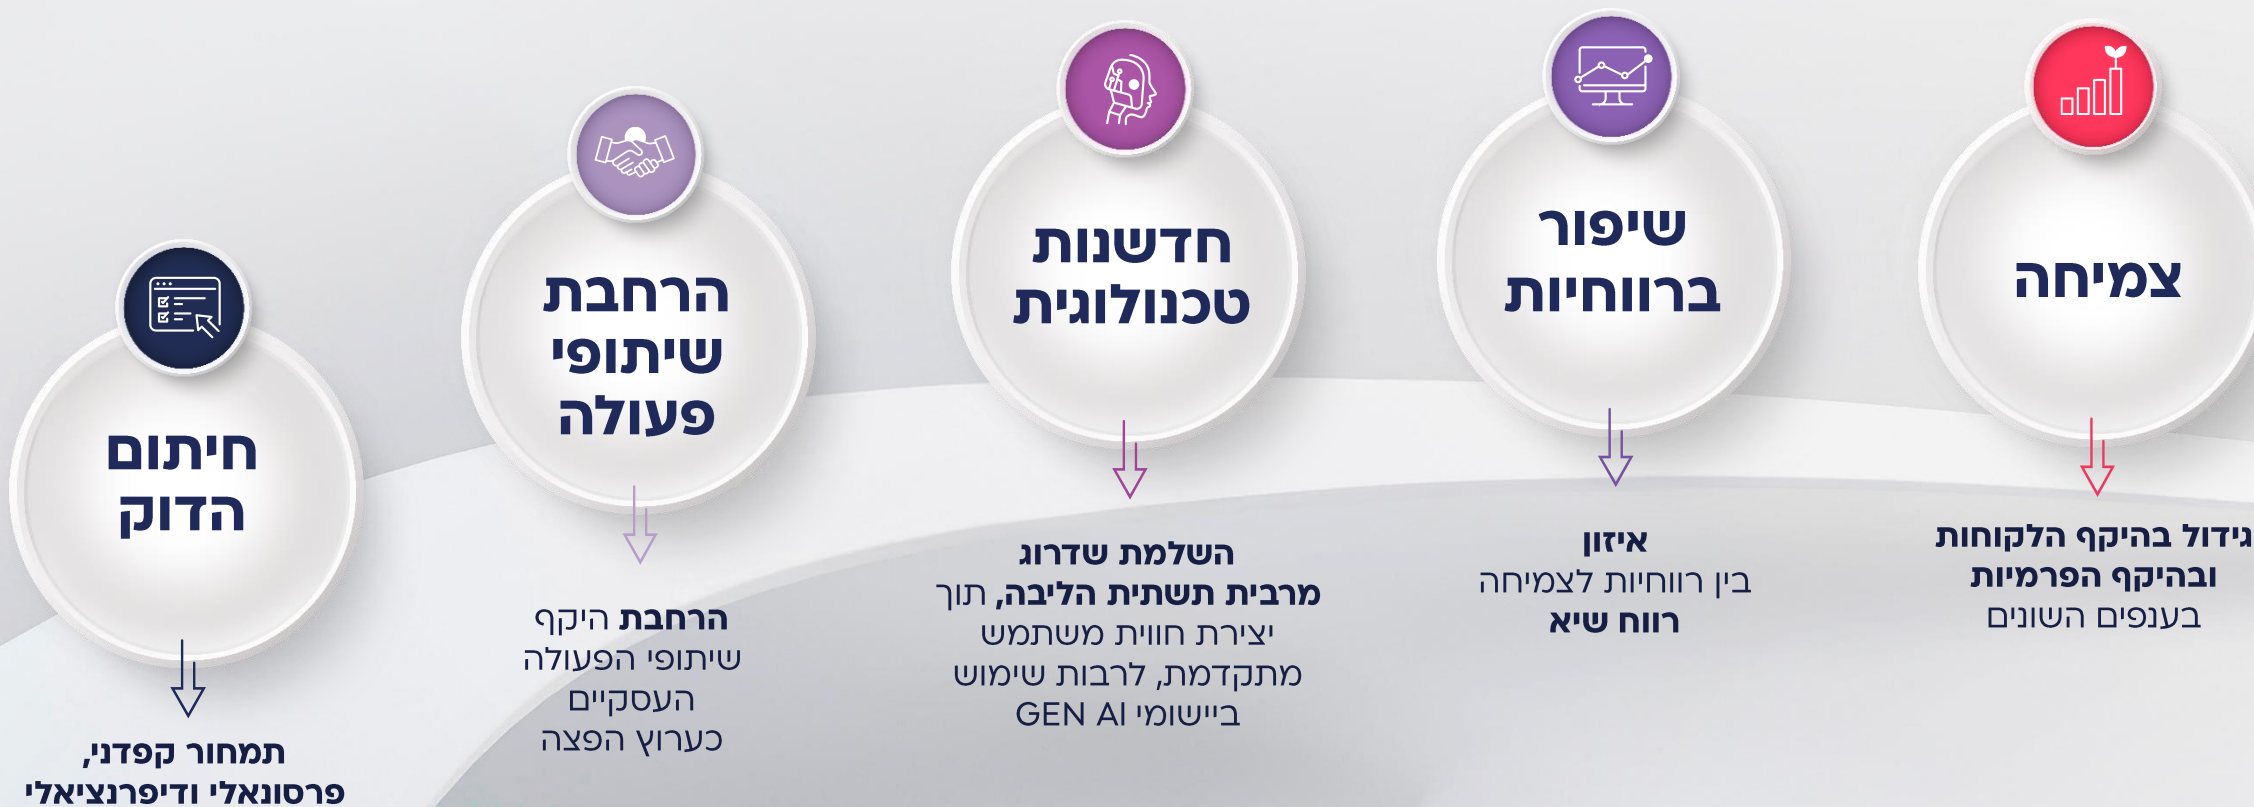 צמיחה
גידול בהיקף הלקוחות
ובהיקף הפרמיות
בענפים השונים
שיפור
ברווחיות
איזון
בין רווחיות לצמיחה
רווח שיא
חדשנות
טכנולוגית
השלמת שדרוג
מרבית תשתית הליבה, תוך
יצירת חווית משתמש
מתקדמת, לרבות שימוש
ביישומי GEN AI
הרחבת
שיתופי
פעולה
הרחבת היקף
שיתופי הפעולה
העסקיים
כערוץ הפצה
חיתום
הדוק
תמחור קפדני,
פרסונאלי ודיפרנציאלי